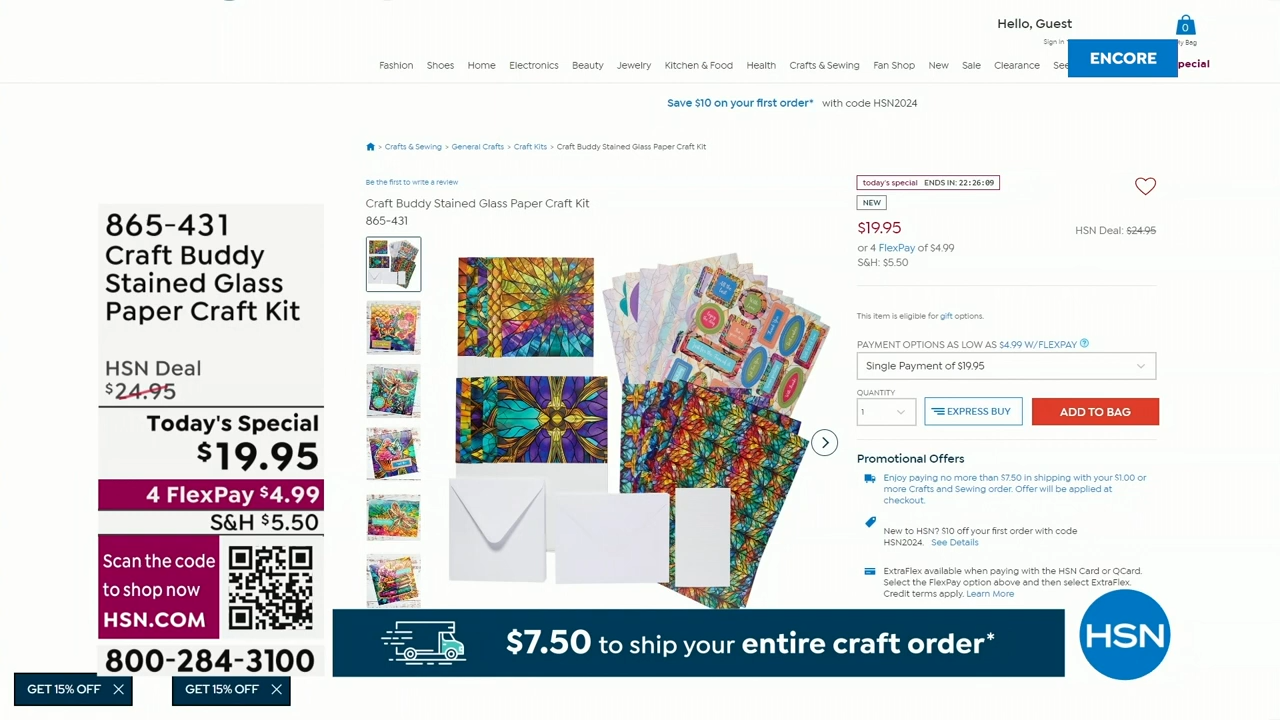 Hello, Guest
0
Sign In
y Bag
ENCORE
Fashion Shoes Home Electronics Beauty Jewelry Kitchen & Food Health Crafts & Sewing Fan Shop New Sale Clearance See pecial
Save $10 on your first order* with code HSN2024
> Crafts & Sewing > General Crafts > Craft Kits > Craft Buddy Stained Glass Paper Craft Kit
Be the first to write a review
Craft Buddy Stained Glass Paper Craft Kit
865-431
today's special ENDS IN: 22:26:09
NEW
$19.95
HSN Deal: $24.95
or 4 FlexPay of $4.99
S&H: $5.50
This item is eligible for gift options.
PAYMENT OPTIONS AS LOW AS $4.99 W/FLEXPAY ?
Single Payment of $19.95
QUANTITY
1
EXPRESS BUY
ADD TO BAG
Promotional Offers
Enjoy paying no more than $7.50 in shipping with your $1.00 or
more Crafts and Sewing order. Offer will be applied at
checkout.
New to HSN? $10 off your first order with code
HSN2024. See Details
ExtraFlex available when paying with the HSN Card or QCard.
Select the FlexPay option above and then select ExtraFlex.
Credit terms apply. Learn More
865-431
Craft Buddy
Stained Glass
Paper Craft Kit
HSN Deal
$24.95
Today's Special
$19.95
4 FlexPay $4.99
S&H $5.50
Scan the code
to shop now
HSN.COM
800-284-3100
$7.50 to ship your entire craft order*
HSN
GET 15% OFF
GET 15% OFF